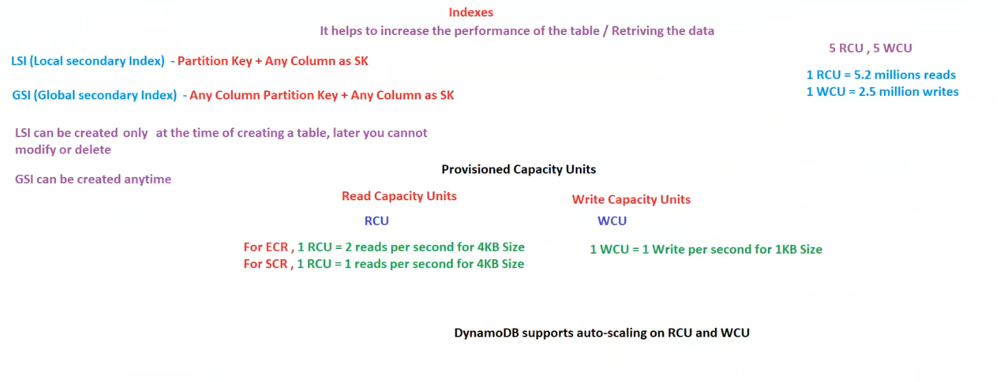 Indexes
It helps to increase the performance of the table / Retriving the data
5 RCU , 5 WCU
LSI (Local secondary Index) - Partition Key + Any Column as SK
1 RCU = 5.2 millions reads
1 WCU = 2.5 million writes
GSI (Global secondary Index) - Any Column Partition Key + Any Column as SK
LSI can be created only at the time of creating a table, later you cannot
modify or delete
GSI can be created anytime
Provisioned Capacity Units
Read Capacity Units
Write Capacity Units
RCU
WCU
For ECR , 1 RCU = 2 reads per second for 4KB Size
For SCR , 1 RCU = 1 reads per second for 4KB Size
1 WCU = 1 Write per second for 1KB Size
DynamoDB supports auto-scaling on RCU and WCU